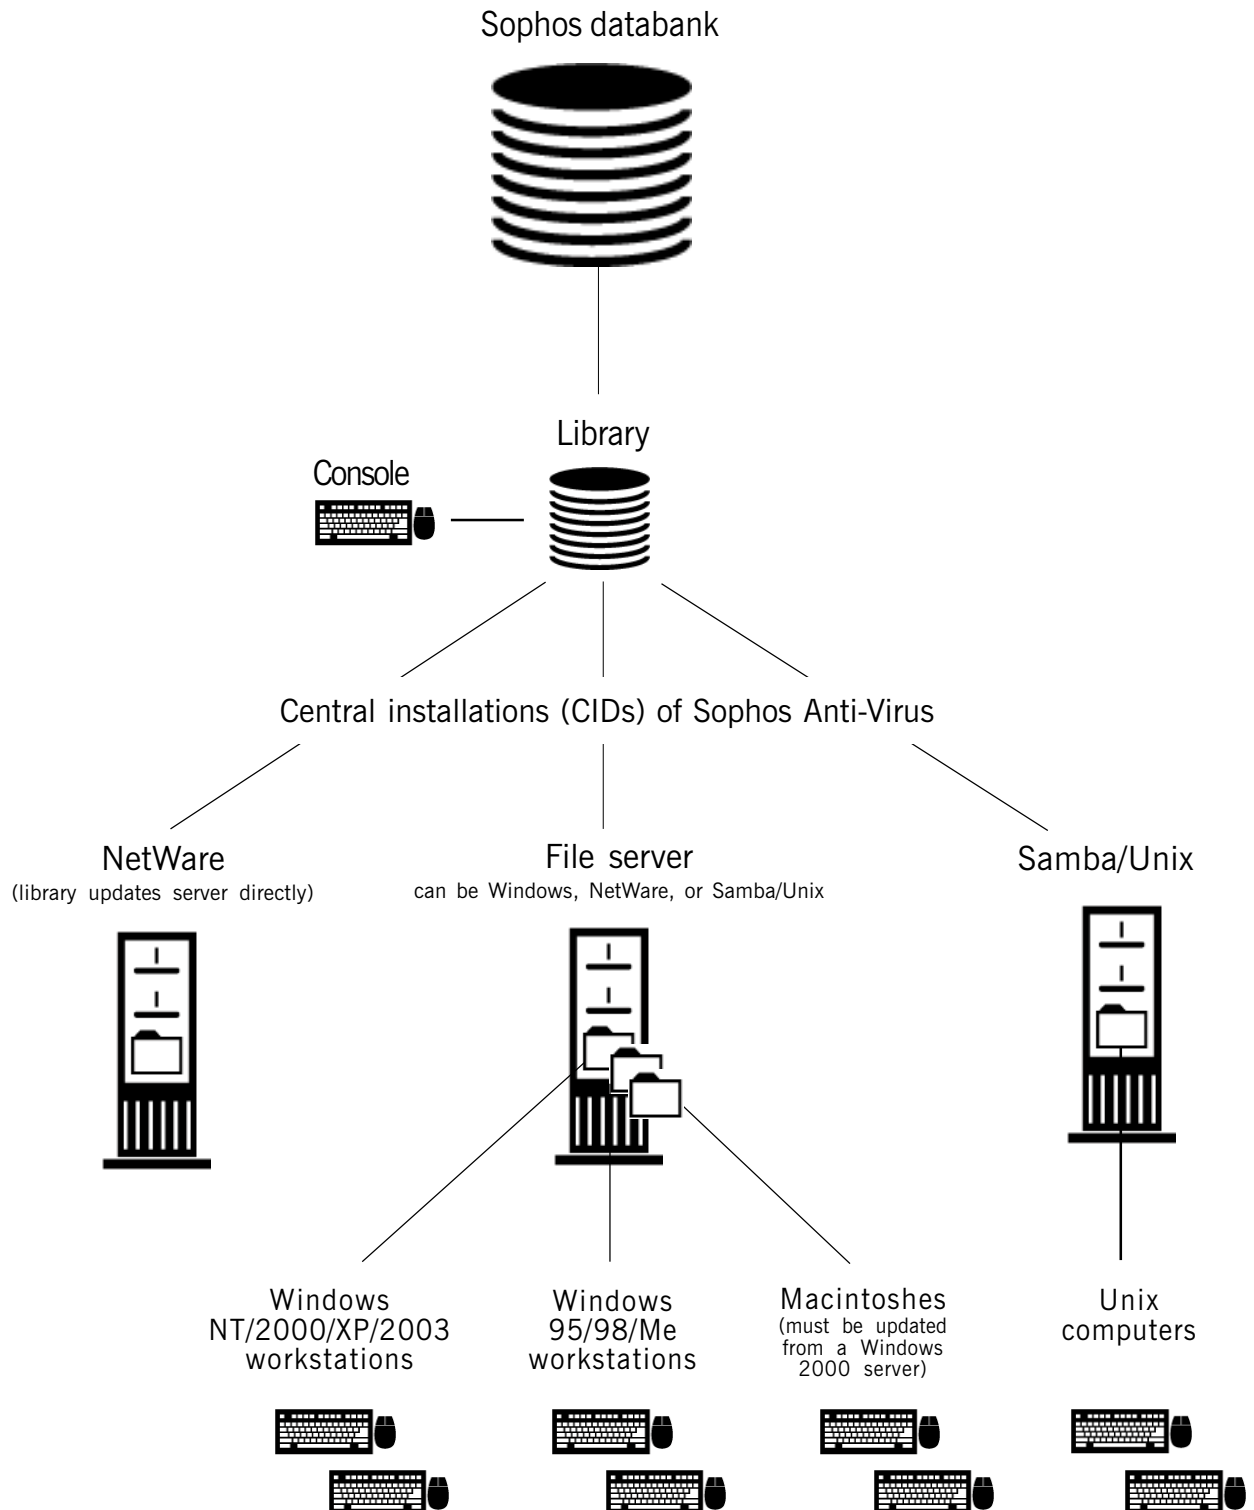 Sophos databank
Library
Console
Central installations (CIDs) of Sophos Anti-Virus
NetWare
(library updates server directly)
File server
can be Windows, NetWare, or Samba/Unix
Samba/Unix
Windows
NT/2000/XP/2003
workstations
Windows
95/98/Me
workstations
Macintoshes
(must be updated
from a Windows
2000 server)
Unix
computers